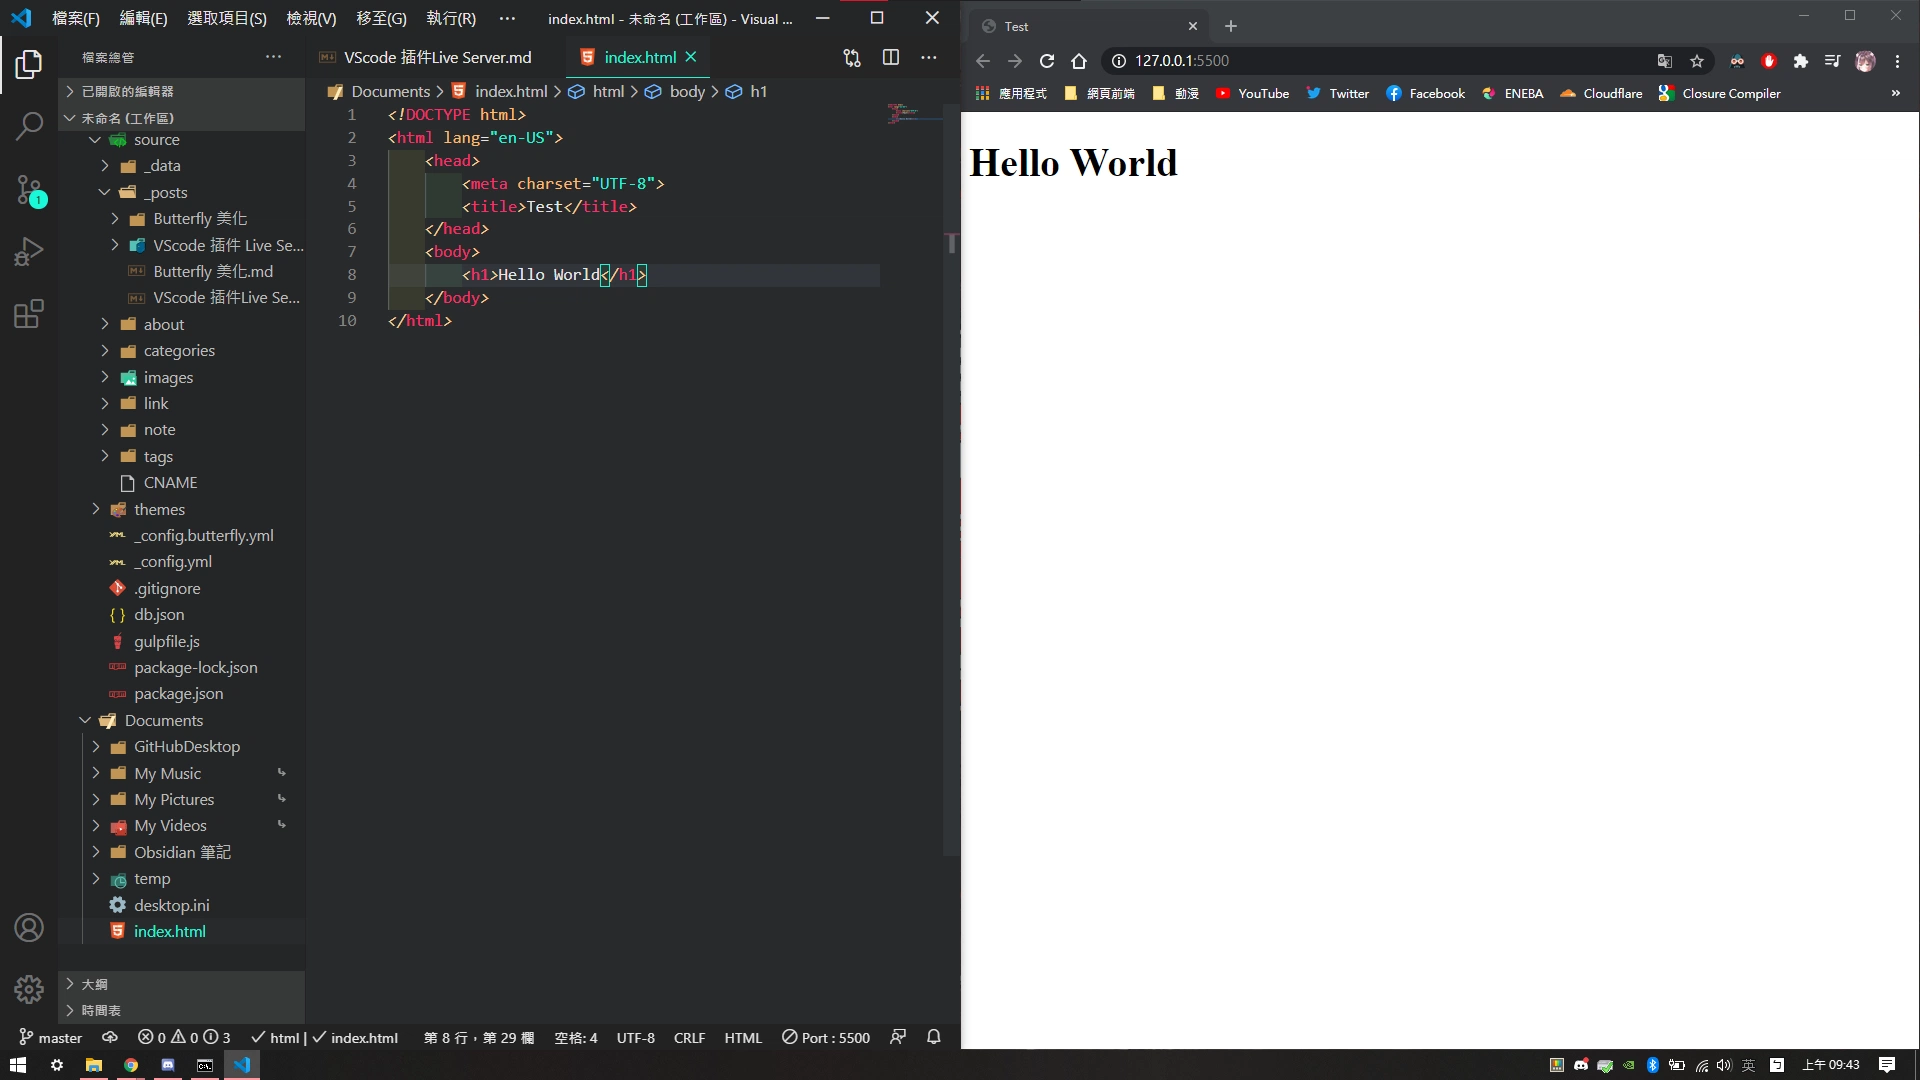 檔案(F) 編輯(E) 選取項目(S) 檢視(V) 移至(G) 執行(R) ··· index.html - 未命名 (工作區) - Visual ...
檔案總管 ···
已開啟的編輯器
未命名 (工作區)
source
_data
_posts
Butterfly 美化
VScode 插件 Live Se...
Butterfly 美化.md
VScode 插件Live Se...
about
categories
images
link
note
tags
CNAME
themes
_config.butterfly.yml
_config.yml
.gitignore
db.json
gulpfile.js
package-lock.json
package.json
Documents
GitHubDesktop
My Music
My Pictures
My Videos
Obsidian 筆記
temp
desktop.ini
index.html
大綱
時間表
VScode 插件Live Server.md index.html
Documents > index.html > html > body > h1
1 <!DOCTYPE html>
2 <html lang="en-US">
3 <head>
4 <meta charset="UTF-8">
5 <title>Test</title>
6 </head>
7 <body>
8 <h1>Hello World</h1>
9 </body>
10 </html>
master 0 0 3 html | index.html 第 8 行，第 29 欄 空格: 4 UTF-8 CRLF HTML Port : 5500
1
Test
127.0.0.1:5500
應用程式 網頁前端 動漫 YouTube Twitter Facebook ENEBA Cloudflare Closure Compiler »
Hello World
英 上午 09:43